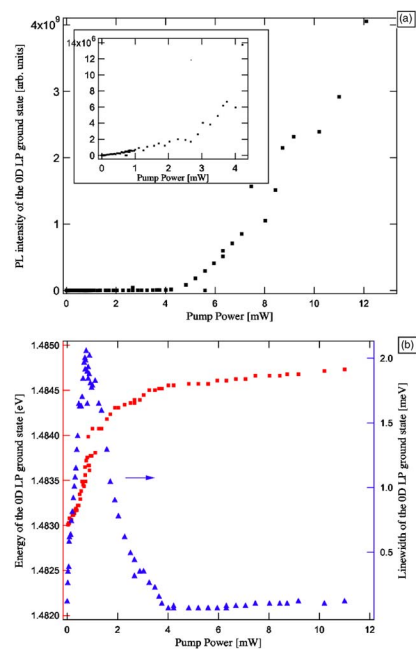 (a)
4x10⁹
3
2
1
0
PL intensity of the 0D LP ground state [arb. units]
14x10⁶
12
10
8
6
4
2
0
0 1 2 3 4
Pump Power [mW]
0 2 4 6 8 10 12
Pump Power [mW]
(b)
1.4850
1.4845
1.4840
1.4835
1.4830
1.4825
1.4820
Energy of the 0D LP ground state [eV]
2.0
1.5
1.0
0.5
Linewidth of the 0D LP ground state [meV]
0 2 4 6 8 10 12
Pump Power [mW]